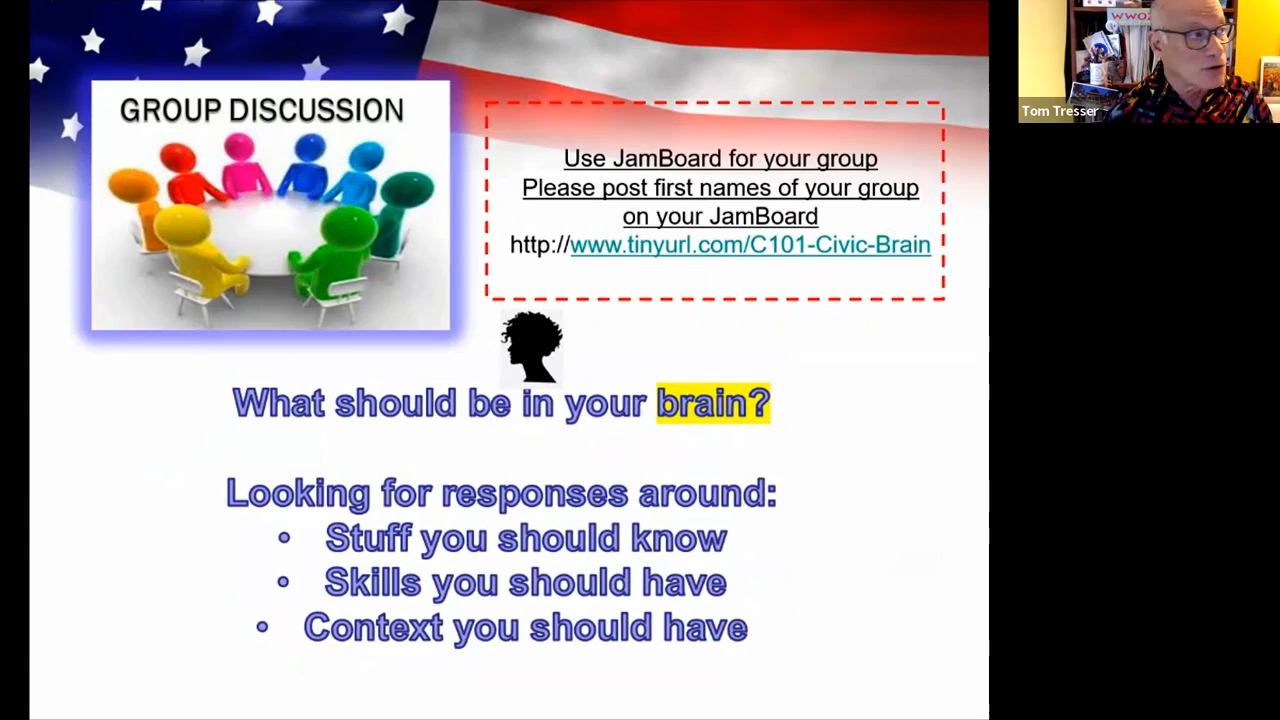 GROUP DISCUSSION
Use JamBoard for your group
Please post first names of your group
on your JamBoard
http://www.tinyurl.com/C101-Civic-Brain
What should be in your brain?
Looking for responses around:
• Stuff you should know
• Skills you should have
• Context you should have
WWOZ
Tom Tresser